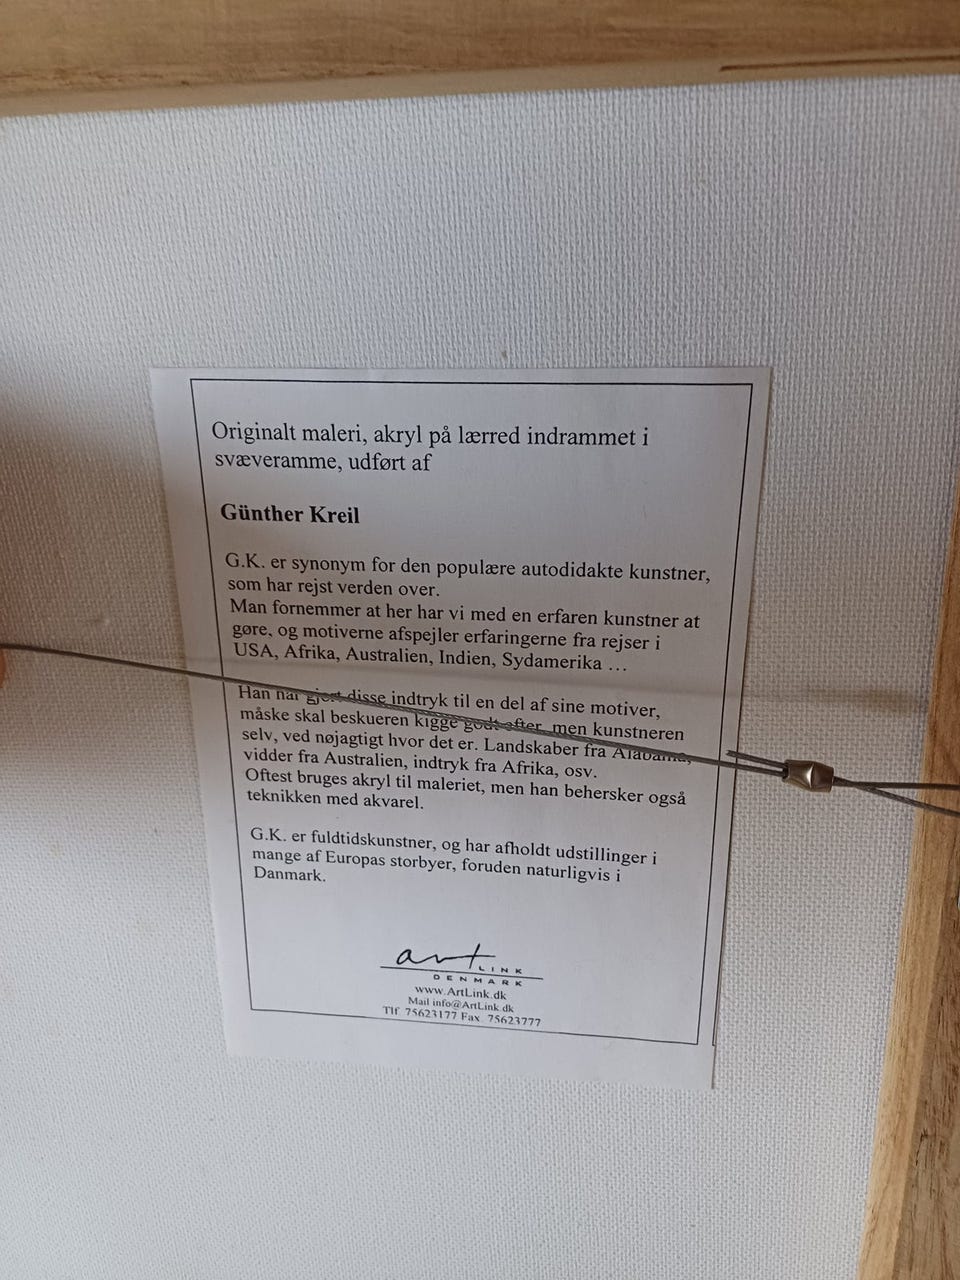 Originalt maleri, akryl på lærred indrammet i
svæveramme, udført af
Günther Kreil
G.K. er synonym for den populære autodidakte kunstner,
som har rejst verden over.
Man fornemmer at her har vi med en erfaren kunstner at
gøre, og motiverne afspejler erfaringerne fra rejser i
USA, Afrika, Australien, Indien, Sydamerika ...
Han har gjort disse indtryk til en del af sine motiver,
måske skal beskueren kigge godt efter, men kunstneren
selv, ved nøjagtigt hvor det er. Landskaber fra Alabama,
vidder fra Australien, indtryk fra Afrika, osv.
Oftest bruges akryl til maleriet, men han behersker også
teknikken med akvarel.
G.K. er fuldtidskunstner, og har afholdt udstillinger i
mange af Europas storbyer, foruden naturligvis i
Danmark.
art LINK
DENMARK
www.ArtLink.dk
Mail info@ArtLink.dk
Tlf 75623177 Fax 75623777